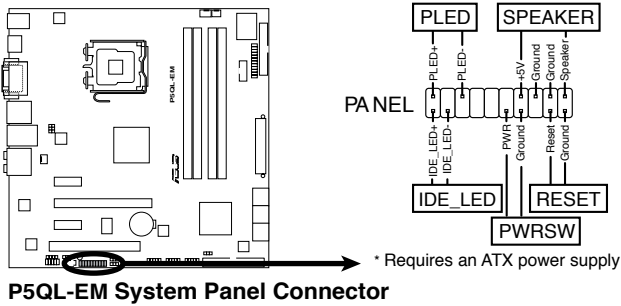 PLED SPEAKER
PLED+
PLED-
+5V
Ground
Ground
Speaker
P5QL-EM
PANEL
IDE_LED+
IDE_LED-
PWR
Ground
Reset
Ground
ASUS
IDE_LED RESET
PWRSW
* Requires an ATX power supply
P5QL-EM System Panel Connector